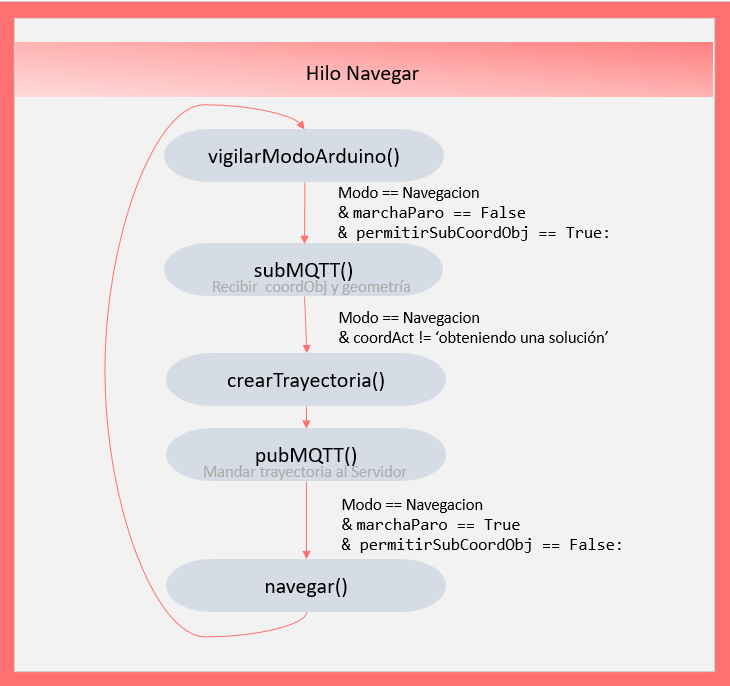 Hilo Navegar
vigilarModoArduino()
Modo == Navegacion
& marchaParo == False
& permitirSubCoordObj == True:
subMQTT()
Recibir coordObj y geometría
Modo == Navegacion
& coordAct != ‘obteniendo una solución’
crearTrayectoria()
pubMQTT()
Mandar trayectoria al Servidor
Modo == Navegacion
& marchaParo == True
& permitirSubCoordObj == False:
navegar()